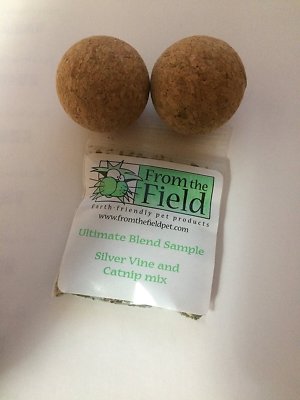 From the
Field
Earth-friendly pet products
www.fromthefieldpet.com
Ultimate Blend Sample
Silver Vine and
Catnip mix